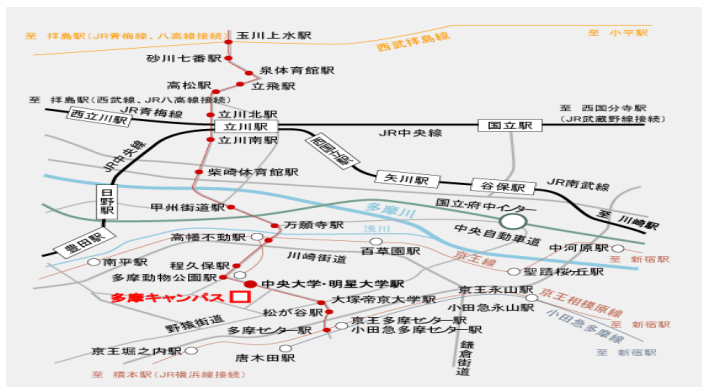 至 拝島駅(JR青梅線、八高線接続)
玉川上水駅
西武拝島線
至 小平駅
砂川七番駅
泉体育館駅
高松駅
立飛駅
至 拝島駅(西武線、JR八高線接続)
西立川駅
JR青梅線
立川北駅
立川駅
立川南駅
JR中央線
国立駅
至 西国分寺駅
(JR武蔵野線接続)
JR中央線
西国立駅
柴崎体育館駅
矢川駅
谷保駅
JR南武線
日野駅
甲州街道駅
多摩川
国立・府中インター
至 川崎駅
豊田駅
万願寺駅
高幡不動駅
浅川
中央自動車道
百草園駅
中河原駅
至 新宿駅
南平駅
程久保駅
川崎街道
京王線
聖蹟桜ヶ丘駅
多摩動物公園駅
中央大学・明星大学駅
多摩キャンパス
大塚帝京大学駅
京王永山駅
小田急永山駅
京王相模原線
野猿街道
松が谷駅
京王多摩センター駅
小田急多摩センター駅
多摩センター駅
小田急多摩線
至 新宿駅
京王堀之内駅
唐木田駅
鎌倉街道
至 新宿駅
至 橋本駅(JR横浜線接続)